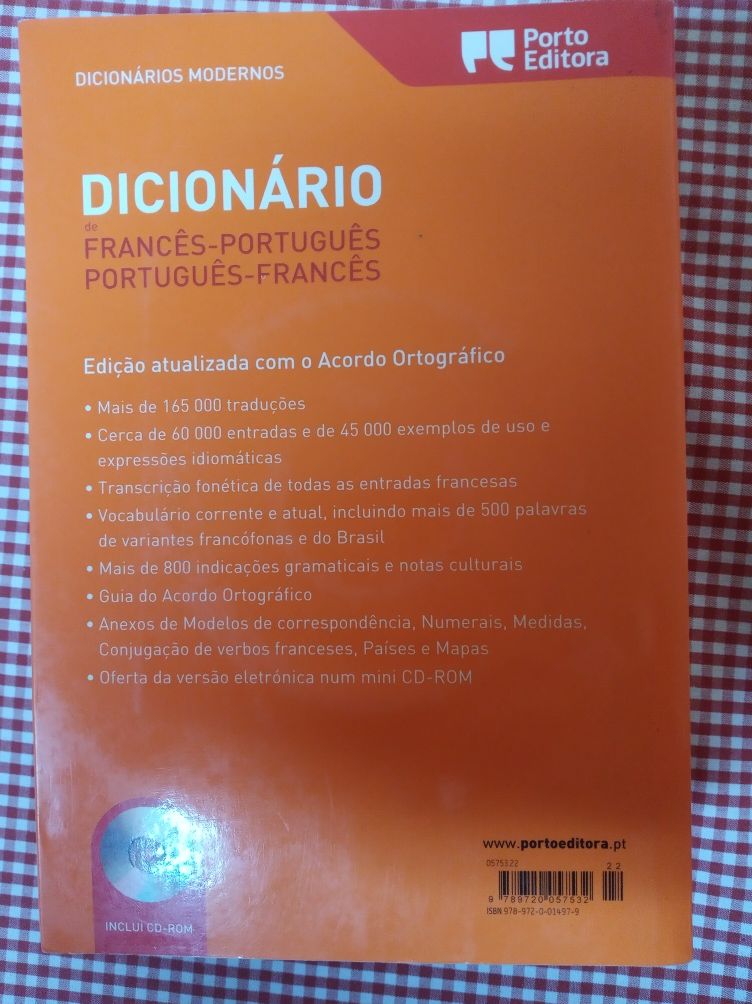 Porto
Editora
DICIONÁRIOS MODERNOS
DICIONÁRIO
de
FRANCÊS-PORTUGUÊS
PORTUGUÊS-FRANCÊS
Edição atualizada com o Acordo Ortográfico
• Mais de 165 000 traduções
• Cerca de 60 000 entradas e de 45 000 exemplos de uso e
expressões idiomáticas
• Transcrição fonética de todas as entradas francesas
• Vocabulário corrente e atual, incluindo mais de 500 palavras
de variantes francófonas e do Brasil
• Mais de 800 indicações gramaticais e notas culturais
• Guia do Acordo Ortográfico
• Anexos de Modelos de correspondência, Numerais, Medidas,
Conjugação de verbos franceses, Países e Mapas
• Oferta da versão eletrónica num mini CD-ROM
www.portoeditora.pt
0575322
22
9 789720 057532
ISBN 978-972-0-01497-9
INCLUI CD-ROM